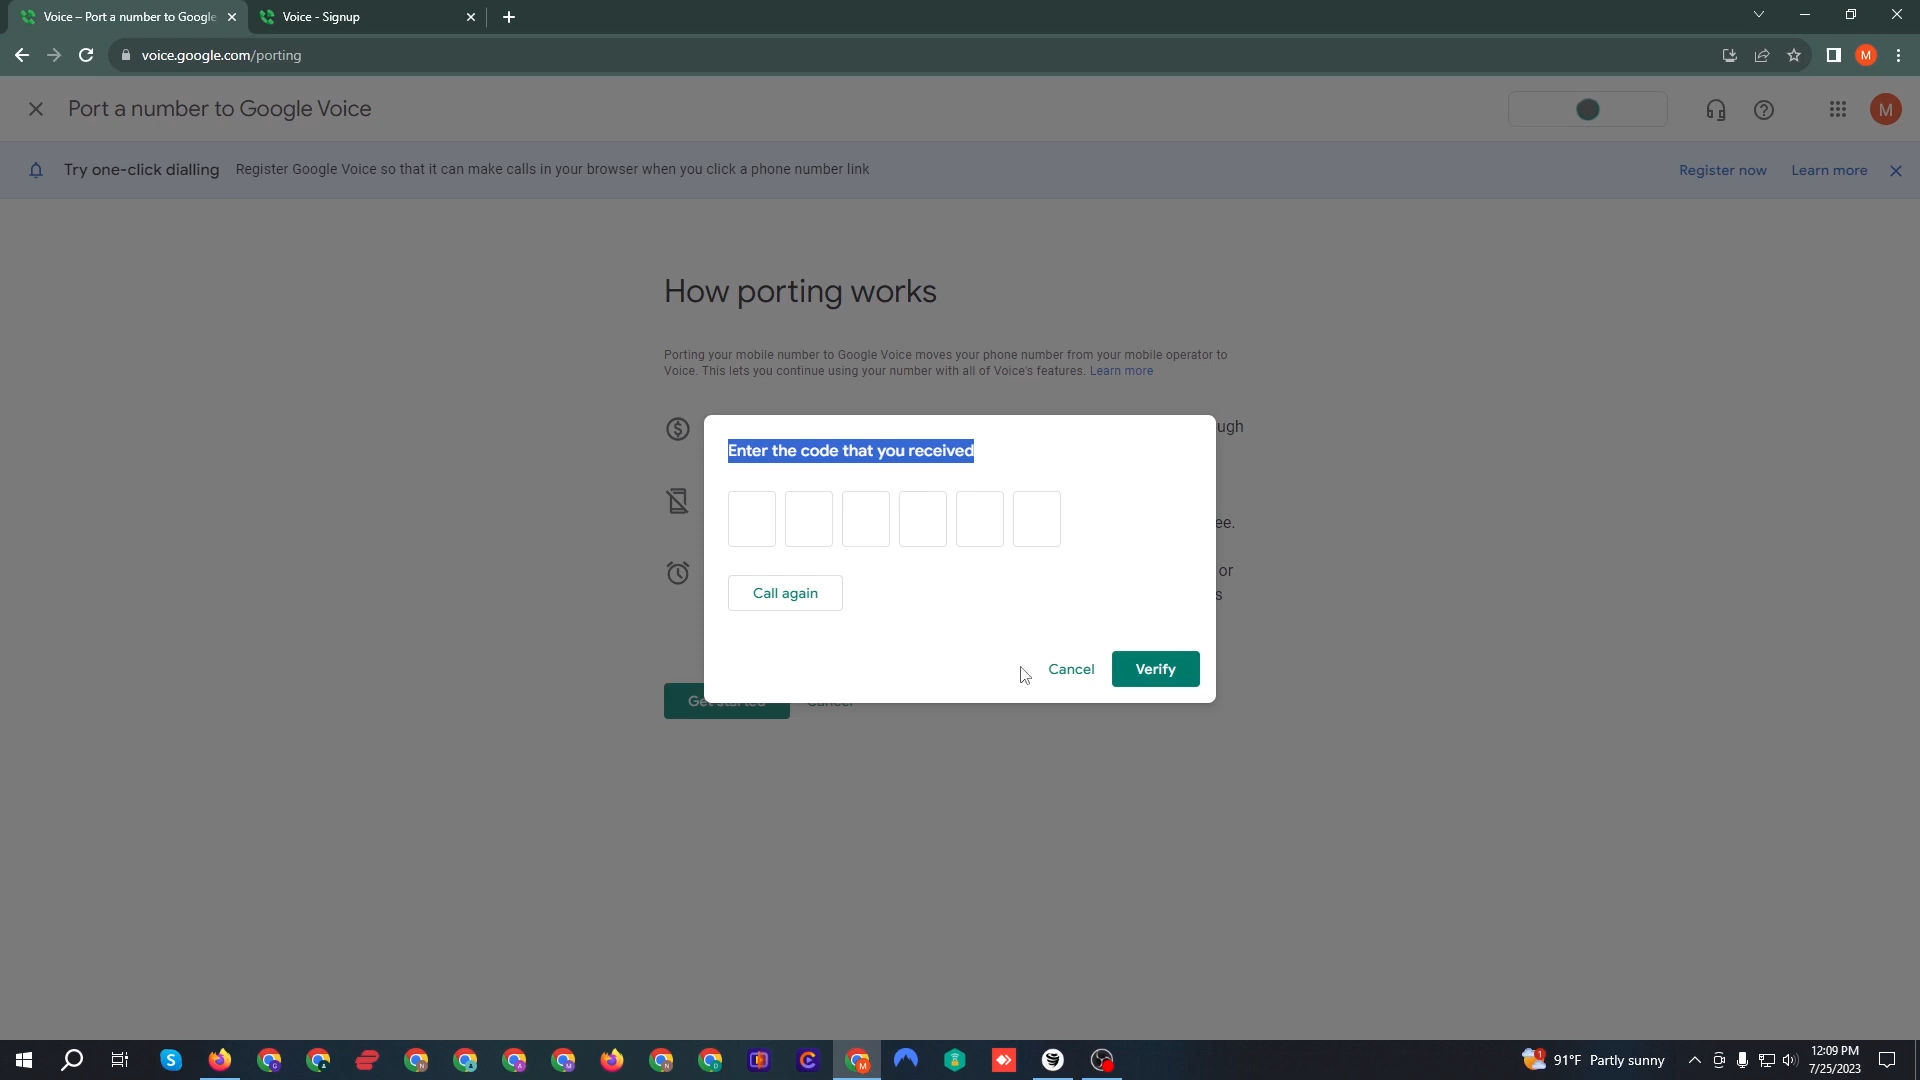 Voice – Port a number to Google
Voice - Signup
voice.google.com/porting
M
Port a number to Google Voice
M
Try one-click dialling
Register Google Voice so that it can make calls in your browser when you click a phone number link
Register now
Learn more
How porting works
Porting your mobile number to Google Voice moves your phone number from your mobile operator to
Voice. This lets you continue using your number with all of Voice's features. Learn more
ugh
Enter the code that you received
ee.
or
s
Call again
Cancel
Verify
91°F Partly sunny
12:09 PM
7/25/2023